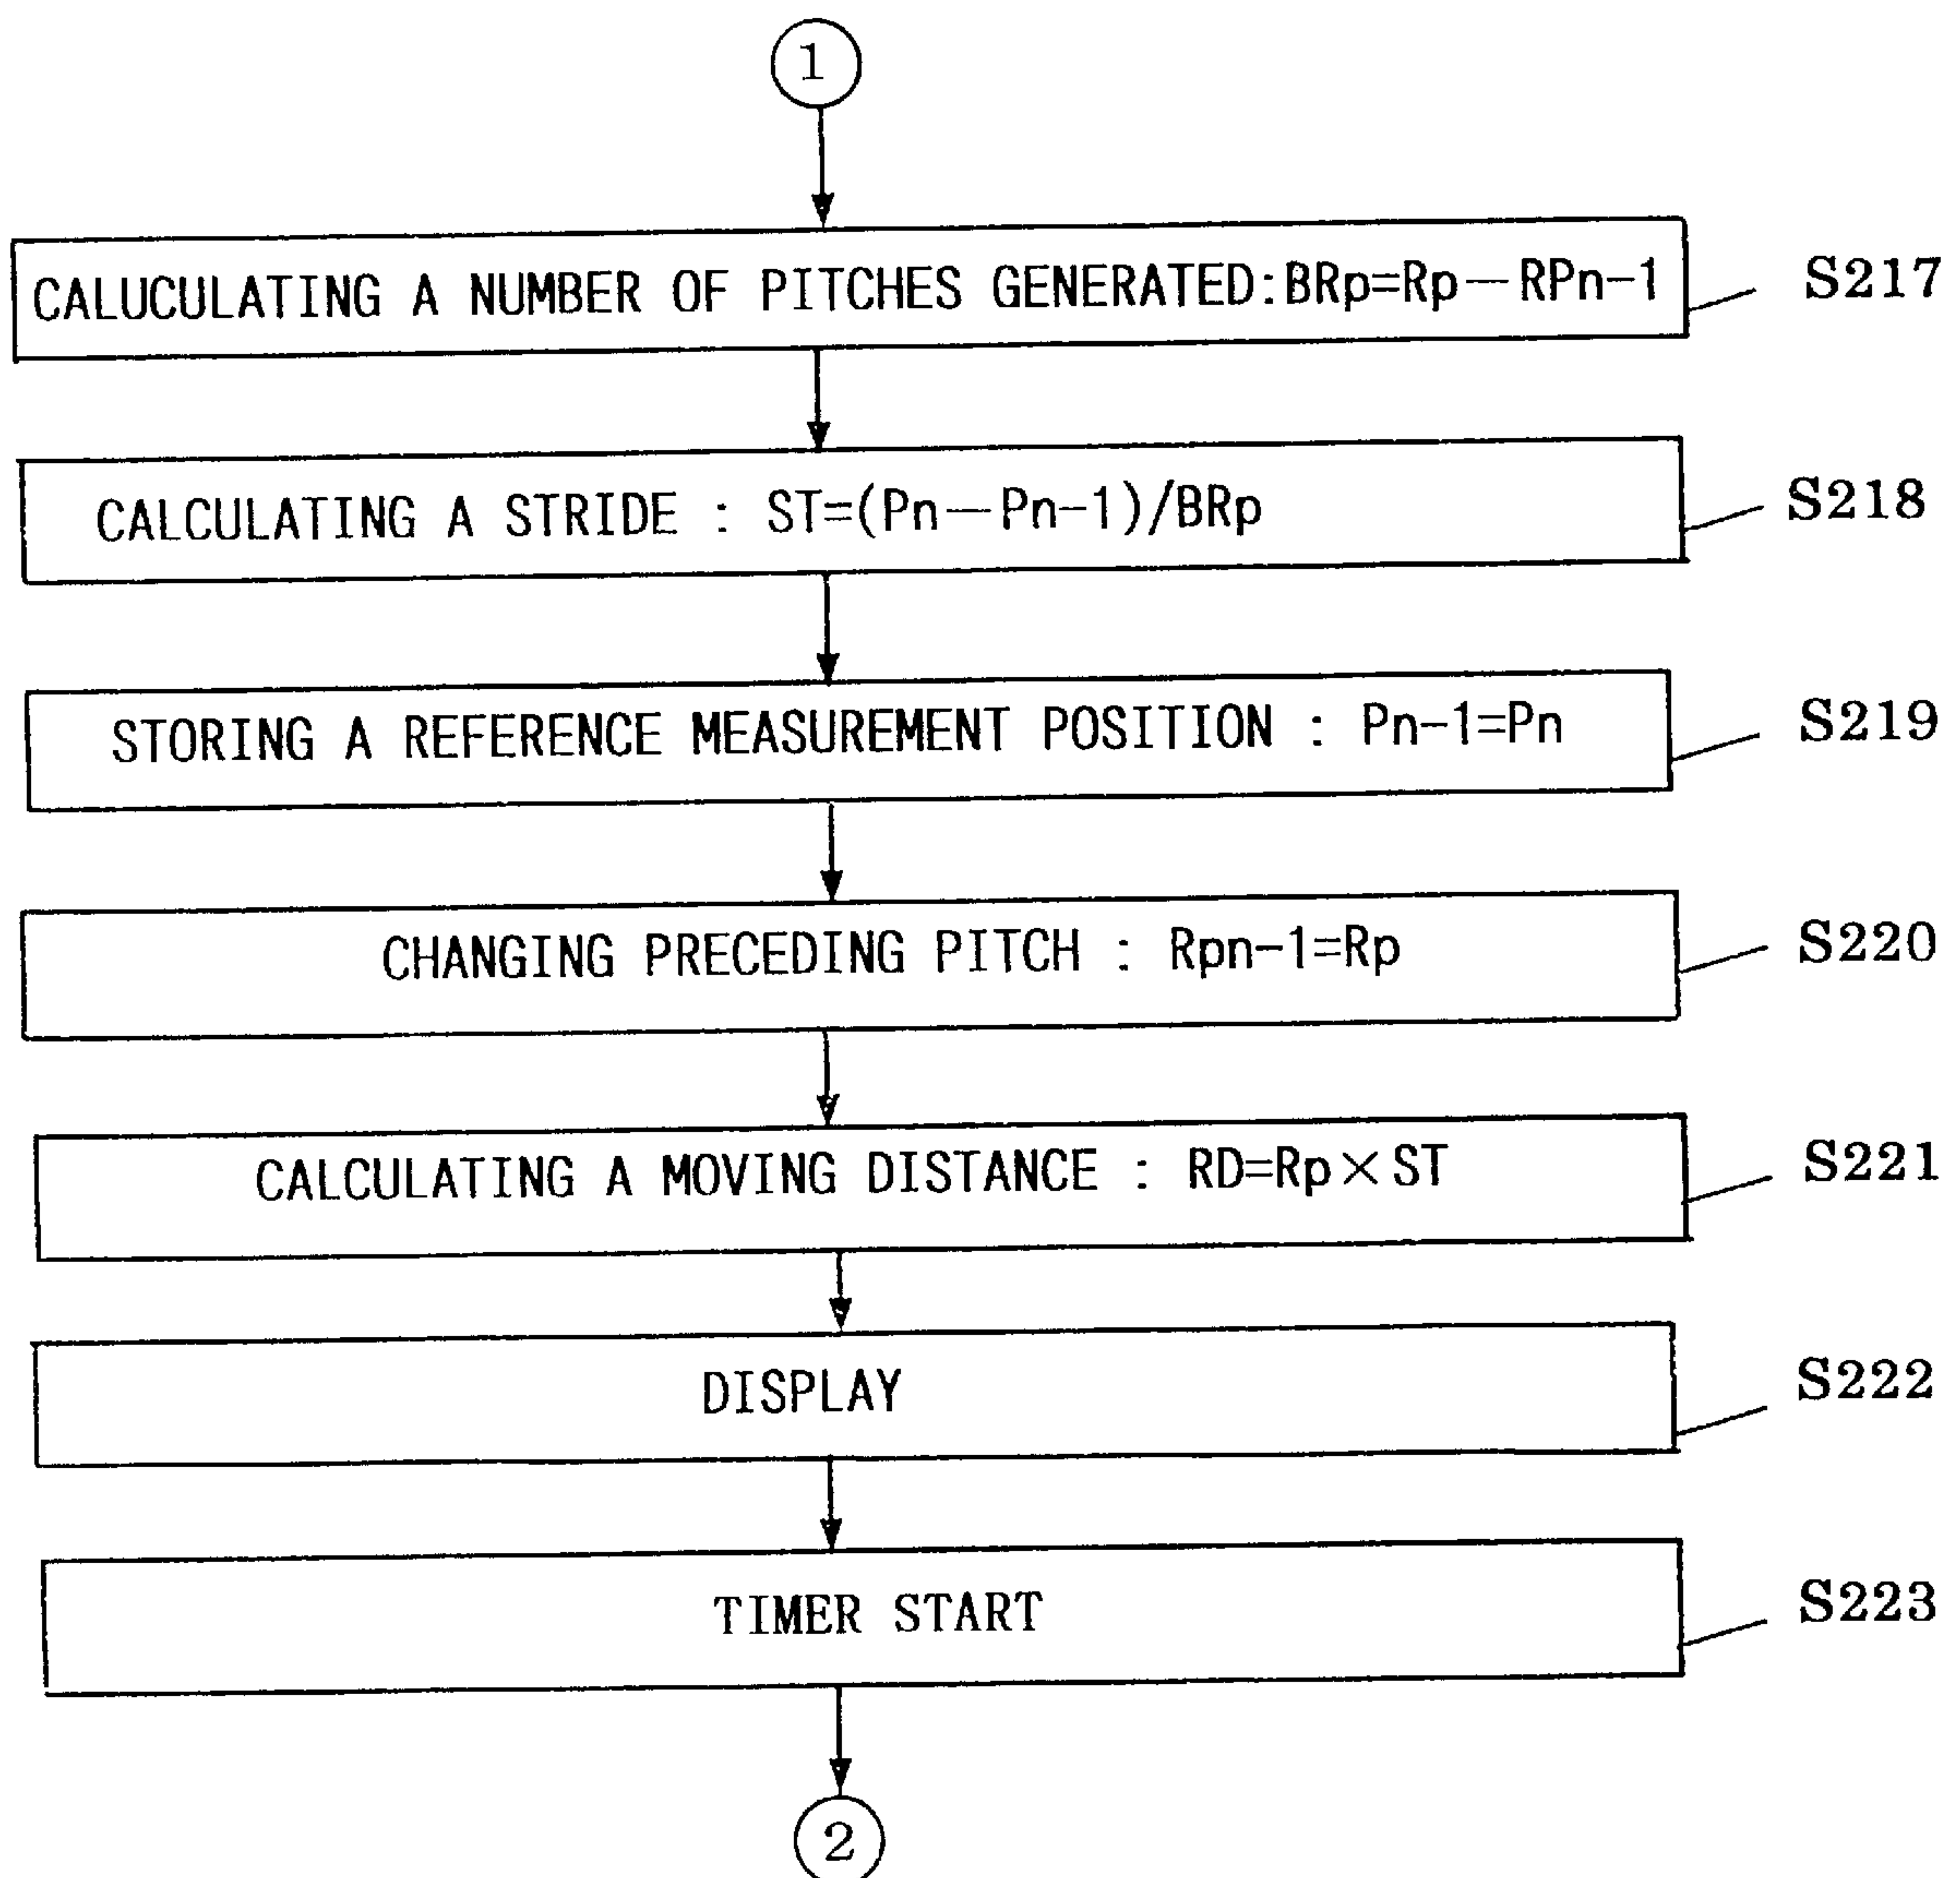 1
CALUCULATING A NUMBER OF PITCHES GENERATED:BRp=Rp—RPn-1
S217
CALCULATING A STRIDE : ST=(Pn—Pn-1)/BRp
S218
STORING A REFERENCE MEASUREMENT POSITION : Pn-1=Pn
S219
CHANGING PRECEDING PITCH : Rpn-1=Rp
S220
CALCULATING A MOVING DISTANCE : RD=Rp×ST
S221
DISPLAY
S222
TIMER START
S223
2